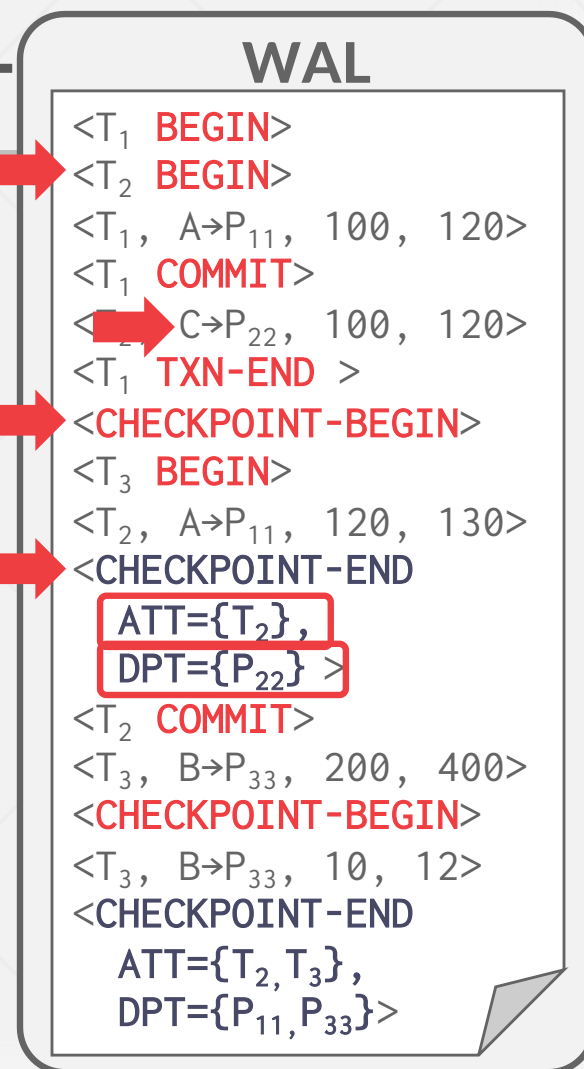 WAL
<T₁ BEGIN>
<T₂ BEGIN>
<T₁, A→P₁₁, 100, 120>
<T₁ COMMIT>
<T₂, C→P₂₂, 100, 120>
<T₁ TXN-END >
<CHECKPOINT-BEGIN>
<T₃ BEGIN>
<T₂, A→P₁₁, 120, 130>
<CHECKPOINT-END
ATT={T₂},
DPT={P₂₂} >
<T₂ COMMIT>
<T₃, B→P₃₃, 200, 400>
<CHECKPOINT-BEGIN>
<T₃, B→P₃₃, 10, 12>
<CHECKPOINT-END
ATT={T₂,T₃},
DPT={P₁₁,P₃₃}>